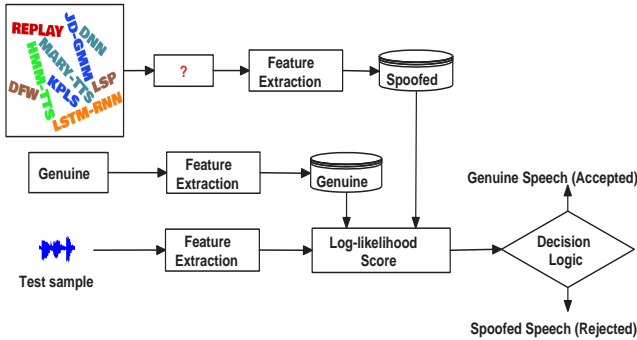 REPLAY
JD-GMM
DNN
HMM-TTS
MARY-TTS
DFW
KPLS
LSP
LSTM-RNN
?
Feature
Extraction
Spoofed
Genuine
Feature
Extraction
Genuine
Genuine Speech (Accepted)
Test sample
Feature
Extraction
Log-likelihood
Score
Decision
Logic
Spoofed Speech (Rejected)